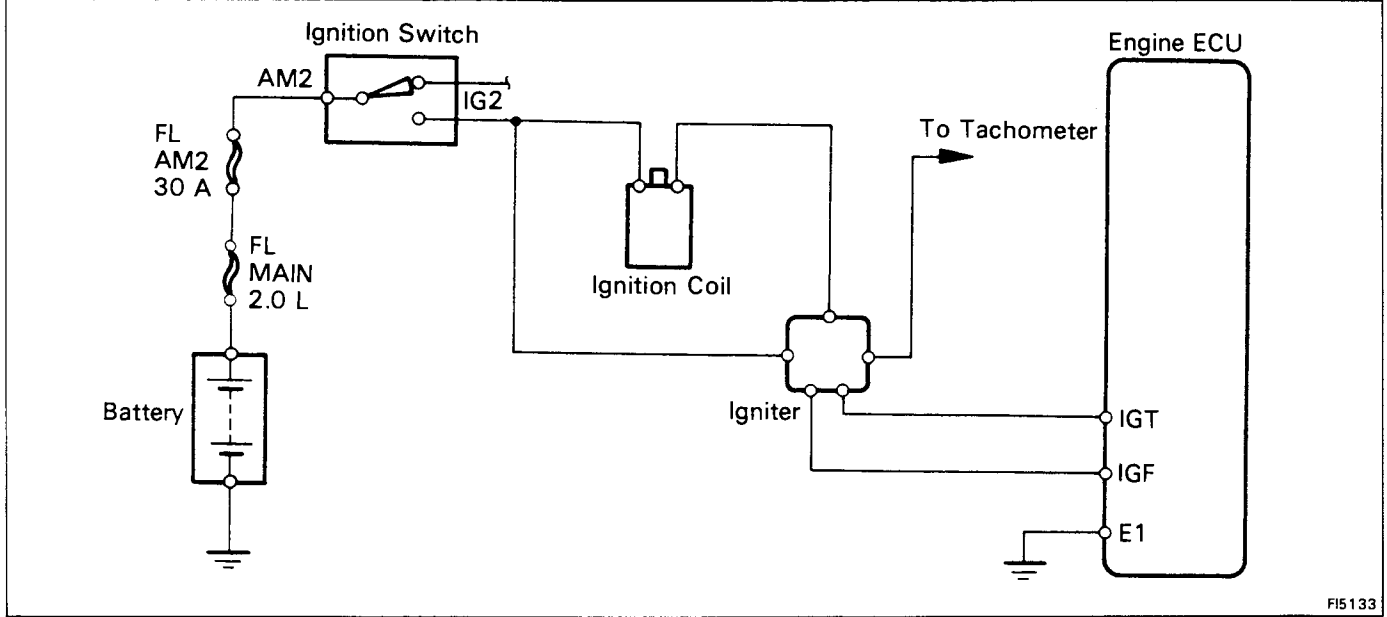 Ignition Switch
Engine ECU
AM2
IG2
FL
AM2
30 A
To Tachometer
FL
MAIN
2.0 L
Ignition Coil
Battery
Igniter
IGT
IGF
E1
FI5133